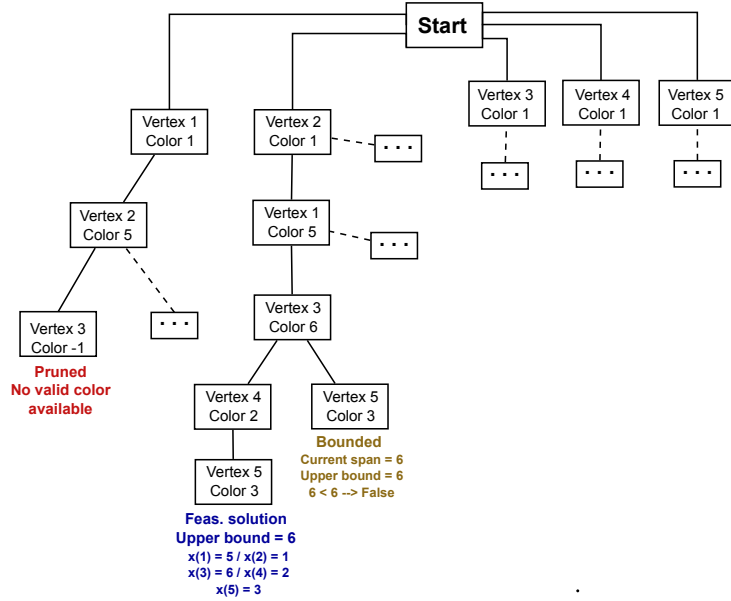 Start
Vertex 1
Color 1
Vertex 2
Color 1
Vertex 3
Color 1
Vertex 4
Color 1
Vertex 5
Color 1
...
...
...
...
Vertex 2
Color 5
Vertex 1
Color 5
...
Vertex 3
Color -1
...
Vertex 3
Color 6
Pruned
No valid color
available
Vertex 4
Color 2
Vertex 5
Color 3
Bounded
Current span = 6
Upper bound = 6
6 < 6 --> False
Vertex 5
Color 3
Feas. solution
Upper bound = 6
x(1) = 5 / x(2) = 1
x(3) = 6 / x(4) = 2
x(5) = 3
.